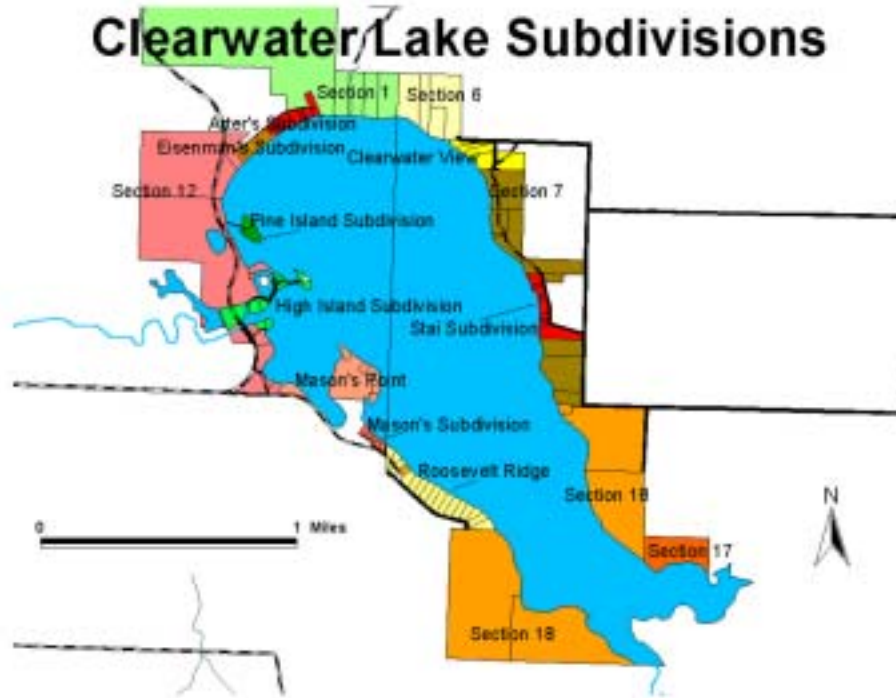 Clearwater Lake Subdivisions
Section 1
Section 6
Arter's Subdivision
Eisenman's Subdivision
Clearwater View
Section 12
Section 7
Pine Island Subdivision
High Island Subdivision
Stai Subdivision
Mason's Point
Mason's Subdivision
Roosevelt Ridge
Section 18
N
0 1 Miles
Section 17
Section 18